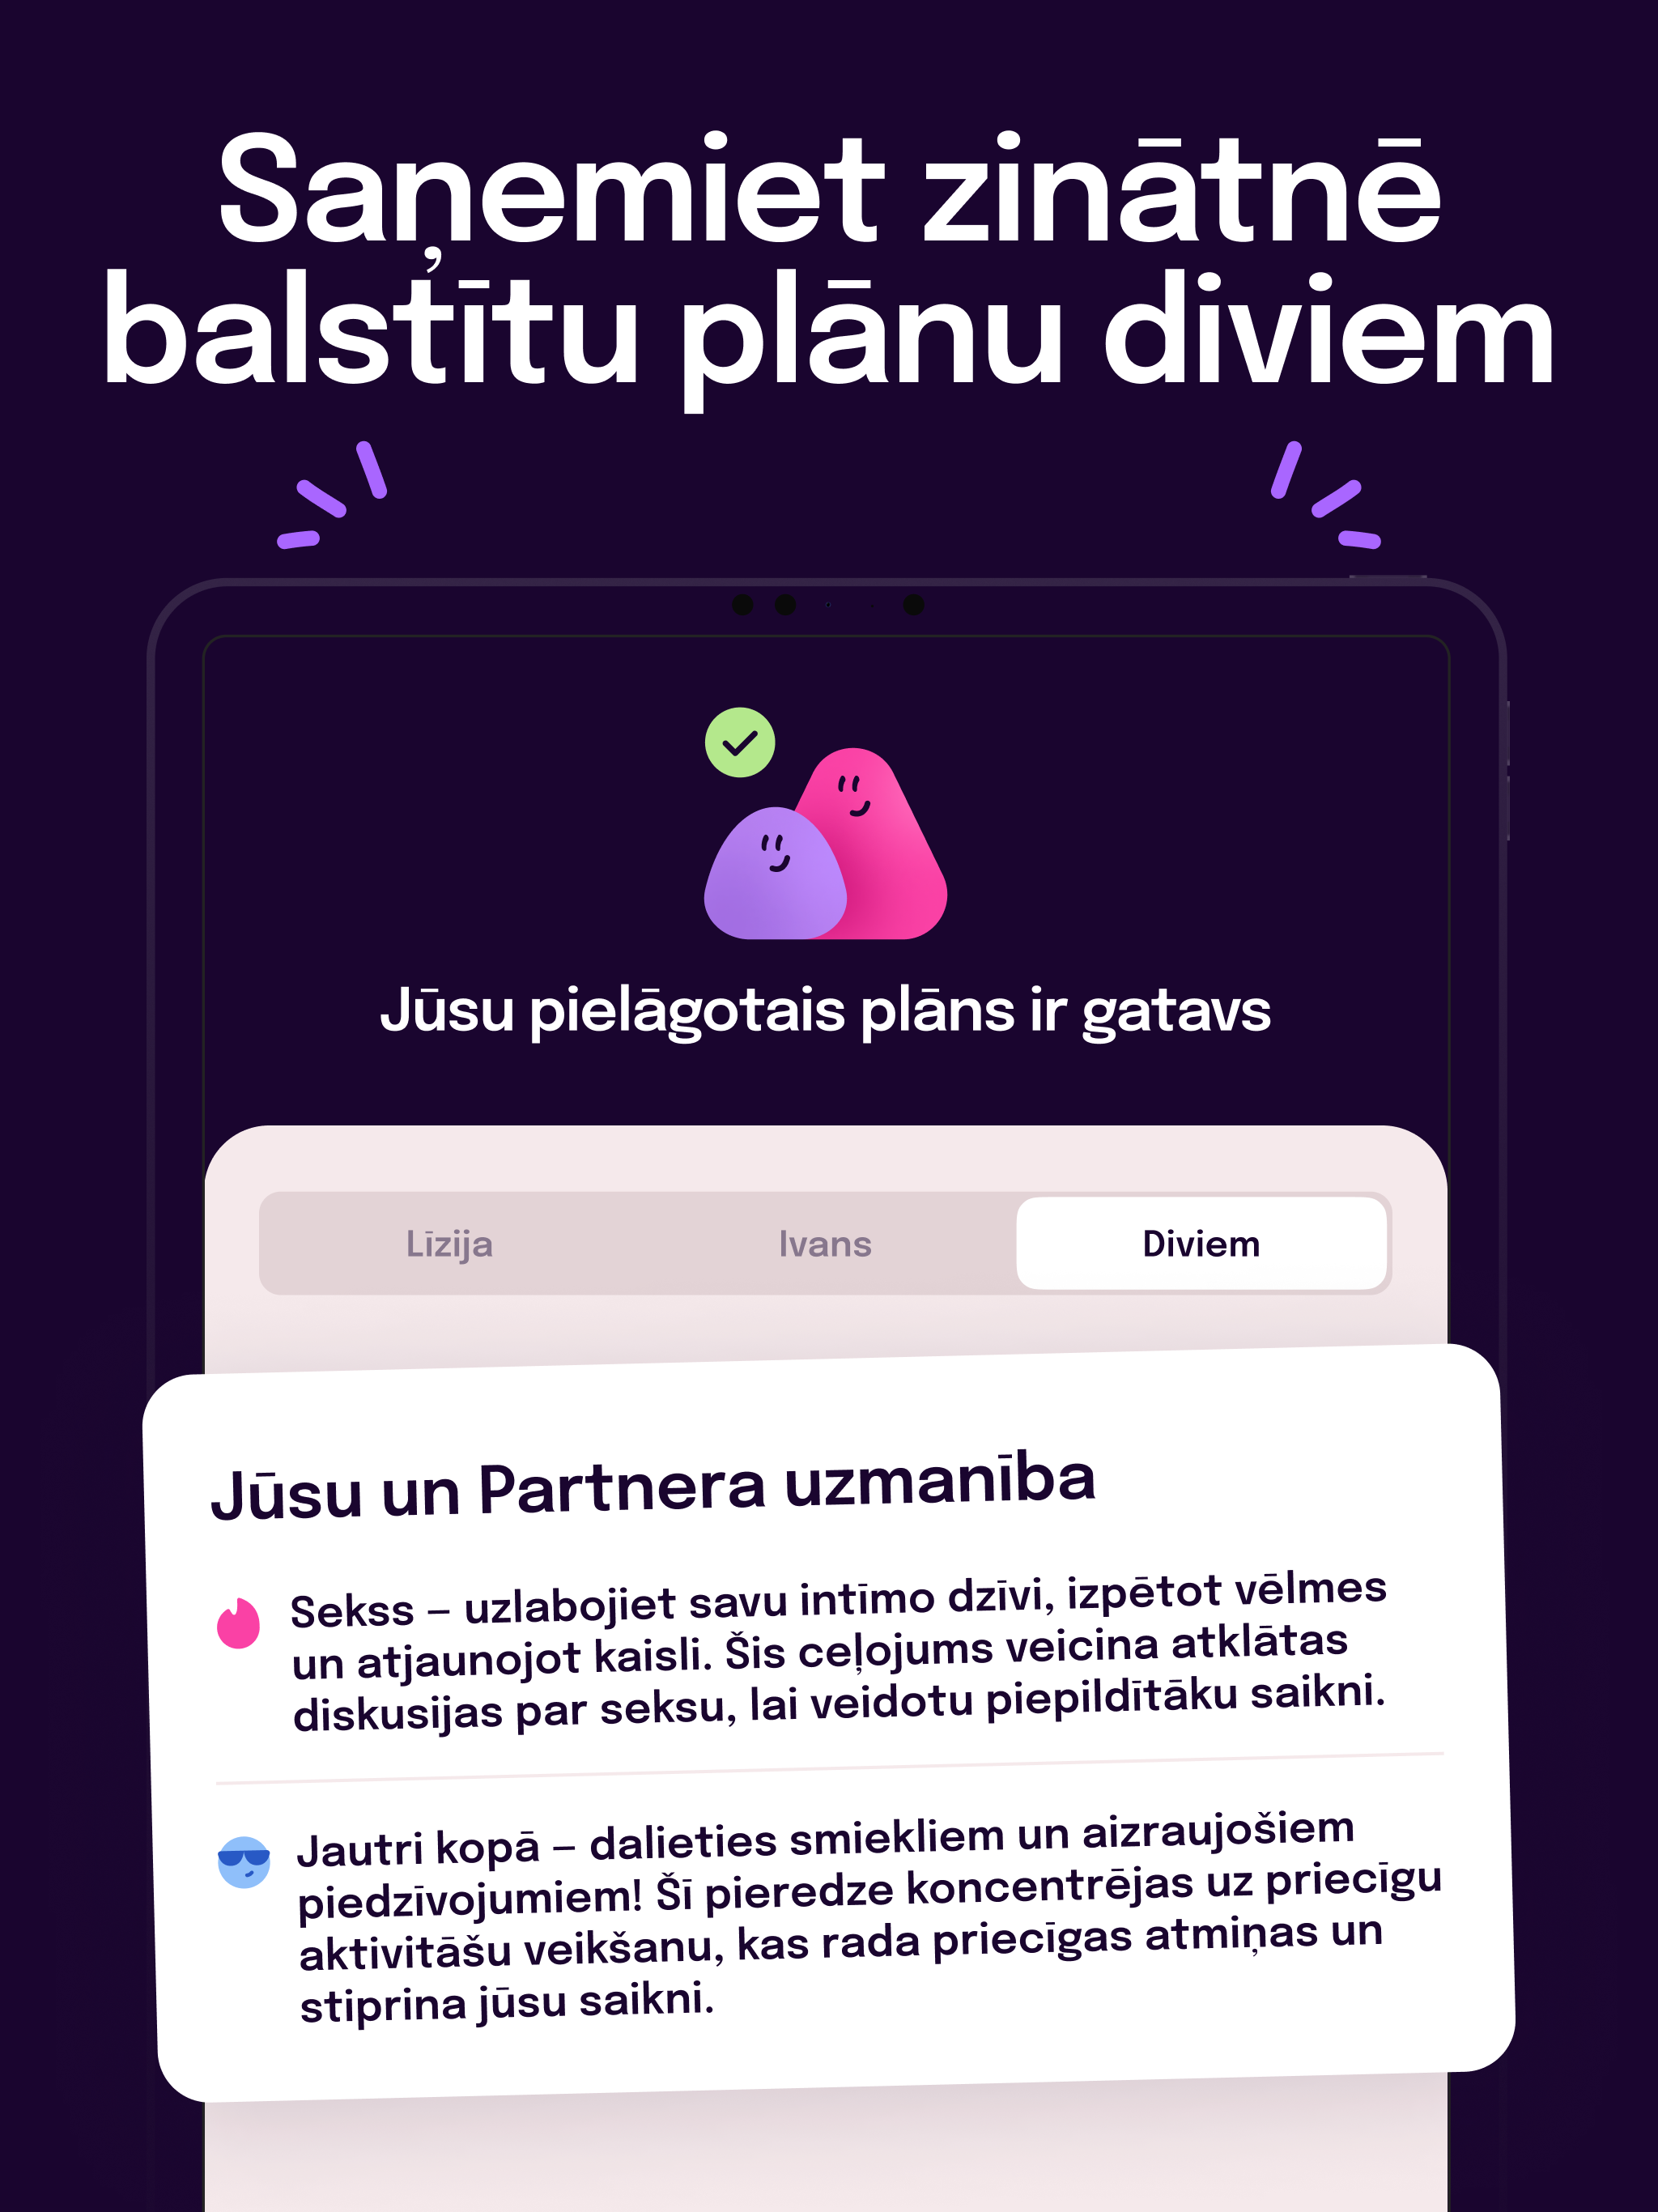 Saņemiet zinātnē
balstītu plānu diviem
Jūsu pielāgotais plāns ir gatavs
Līzija
Ivans
Diviem
Jūsu un Partnera uzmanība
Sekss – uzlabojiet savu intīmo dzīvi, izpētot vēlmes
un atjaunojot kaisli. Šis ceļojums veicina atklātas
diskusijas par seksu, lai veidotu piepildītāku saikni.
Jautri kopā – dalieties smiekliem un aizraujošiem
piedzīvojumiem! Šī pieredze koncentrējas uz priecīgu
aktivitāšu veikšanu, kas rada priecīgas atmiņas un
stiprina jūsu saikni.